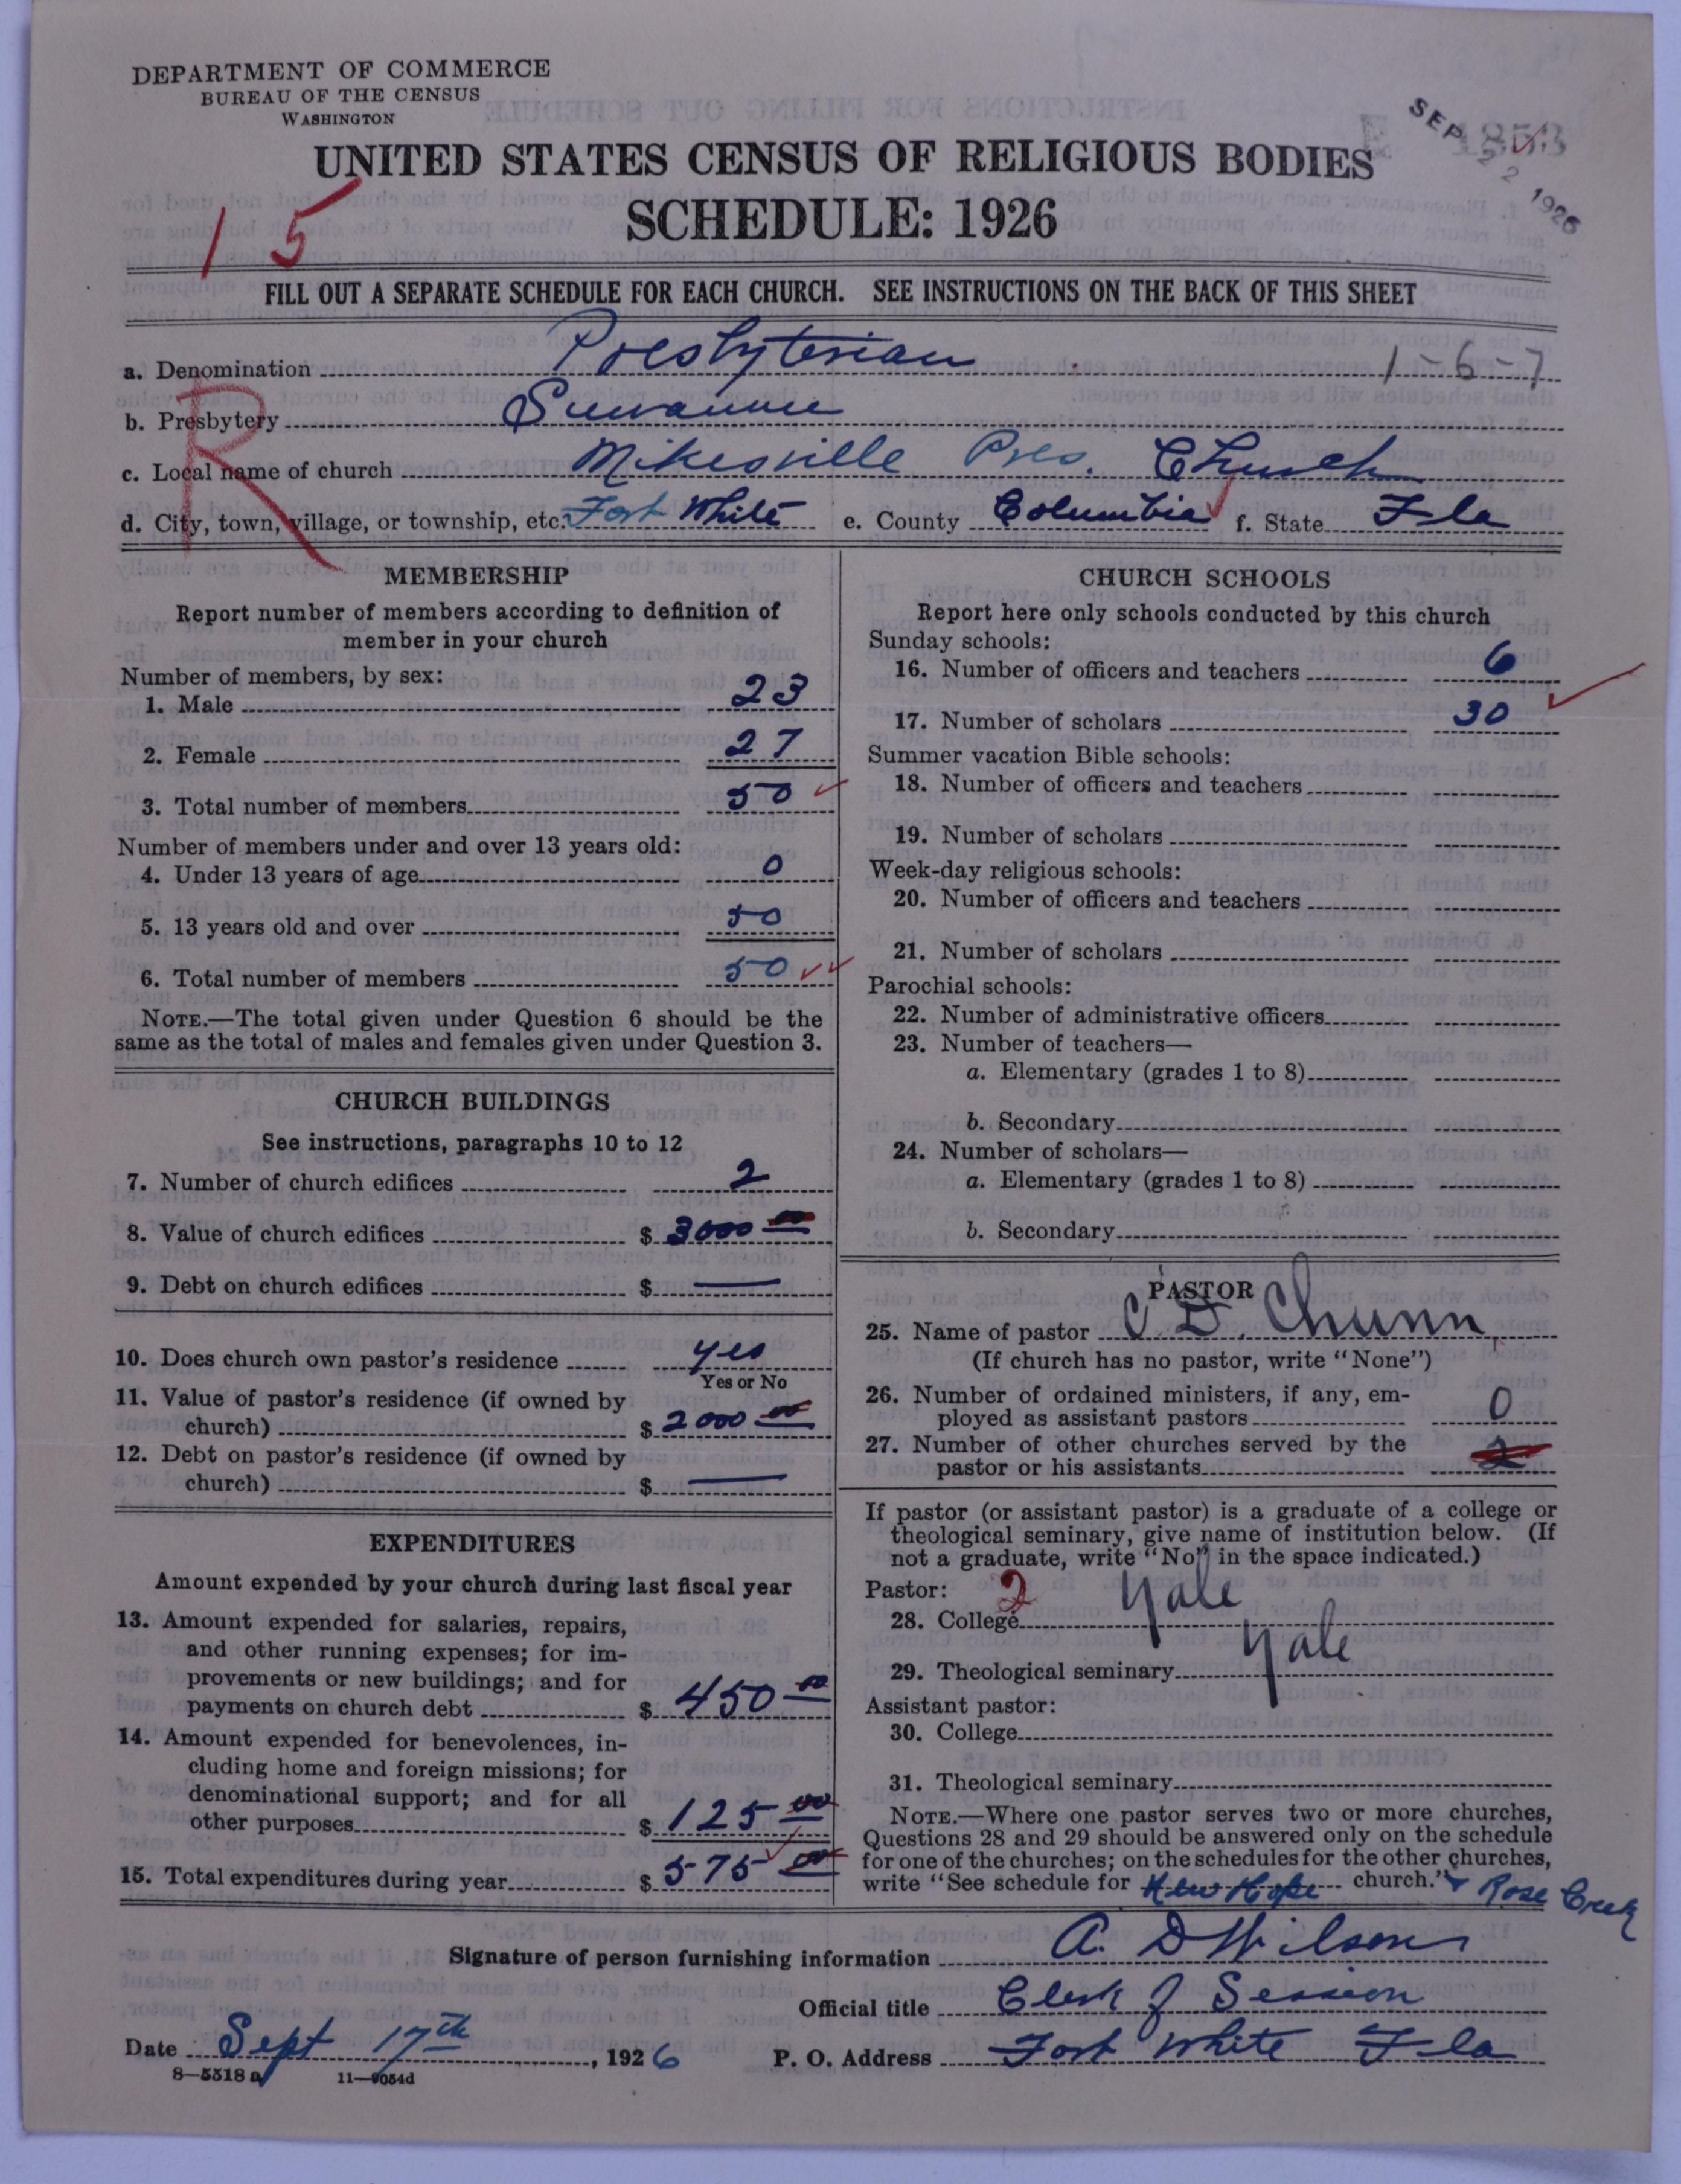 DEPARTMENT OF COMMERCE
BUREAU OF THE CENSUS
WASHINGTON
UNITED STATES CENSUS OF RELIGIOUS BODIES
SCHEDULE: 1926
SEP 22 1926
1 5
FILL OUT A SEPARATE SCHEDULE FOR EACH CHURCH. SEE INSTRUCTIONS ON THE BACK OF THIS SHEET
a. Denomination Presbyterian 1-6-7
b. Presbytery Suwannee
R
c. Local name of church Mikesville Pres. Church
d. City, town, village, or township, etc. Fort White e. County Columbia f. State Fla
MEMBERSHIP
Report number of members according to definition of
member in your church
Number of members, by sex:
1. Male 23
2. Female 27
3. Total number of members 50
Number of members under and over 13 years old:
4. Under 13 years of age 0
5. 13 years old and over 50
6. Total number of members 50
NOTE.—The total given under Question 6 should be the
same as the total of males and females given under Question 3.
CHURCH BUILDINGS
See instructions, paragraphs 10 to 12
7. Number of church edifices 2
8. Value of church edifices $ 3000 00
9. Debt on church edifices $ —
10. Does church own pastor's residence yes
Yes or No
11. Value of pastor's residence (if owned by
church) $ 2000 00
12. Debt on pastor's residence (if owned by
church) $ —
EXPENDITURES
Amount expended by your church during last fiscal year
13. Amount expended for salaries, repairs,
and other running expenses; for im-
provements or new buildings; and for
payments on church debt $ 450 00
14. Amount expended for benevolences, in-
cluding home and foreign missions; for
denominational support; and for all
other purposes $ 125 00
15. Total expenditures during year $ 575 00
CHURCH SCHOOLS
Report here only schools conducted by this church
Sunday schools:
16. Number of officers and teachers 6
17. Number of scholars 30
Summer vacation Bible schools:
18. Number of officers and teachers
19. Number of scholars
Week-day religious schools:
20. Number of officers and teachers
21. Number of scholars
Parochial schools:
22. Number of administrative officers
23. Number of teachers—
a. Elementary (grades 1 to 8)
b. Secondary
24. Number of scholars—
a. Elementary (grades 1 to 8)
b. Secondary
PASTOR
25. Name of pastor C. D. Chunn
(If church has no pastor, write "None")
26. Number of ordained ministers, if any, em-
ployed as assistant pastors 0
27. Number of other churches served by the
pastor or his assistants 2
If pastor (or assistant pastor) is a graduate of a college or
theological seminary, give name of institution below. (If
not a graduate, write "No" in the space indicated.)
Pastor: 2
28. College Yale
29. Theological seminary Yale
Assistant pastor:
30. College
31. Theological seminary
NOTE.—Where one pastor serves two or more churches,
Questions 28 and 29 should be answered only on the schedule
for one of the churches; on the schedules for the other churches,
write "See schedule for New Hope church." & Rose Creek
Signature of person furnishing information A. D Wilson
Official title Clerk of Session
Date Sept 17th, 1926 P. O. Address Fort White Fla
8—5518 a 11—9054d